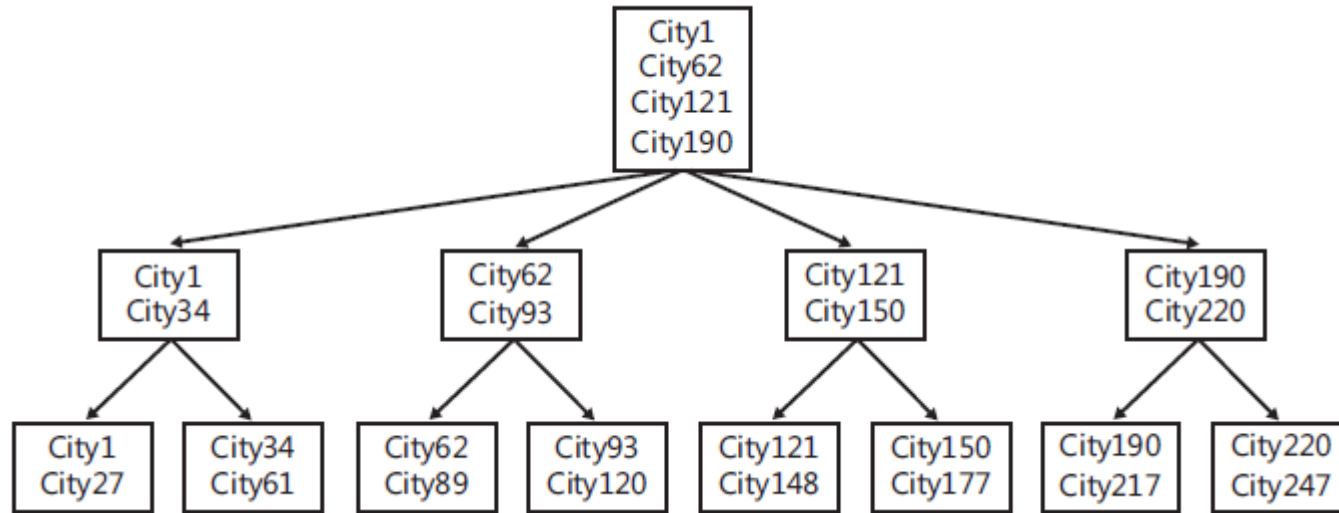 City1
City62
City121
City190
City1
City34
City62
City93
City121
City150
City190
City220
City1
City27
City34
City61
City62
City89
City93
City120
City121
City148
City150
City177
City190
City217
City220
City247